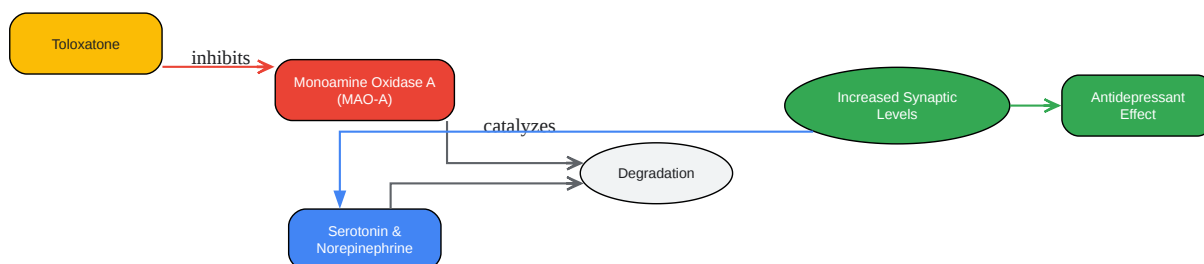 Toloxatone
inhibits
Monoamine Oxidase A
(MAO-A)
catalyzes
Increased Synaptic
Levels
Antidepressant
Effect
Degradation
Serotonin &
Norepinephrine